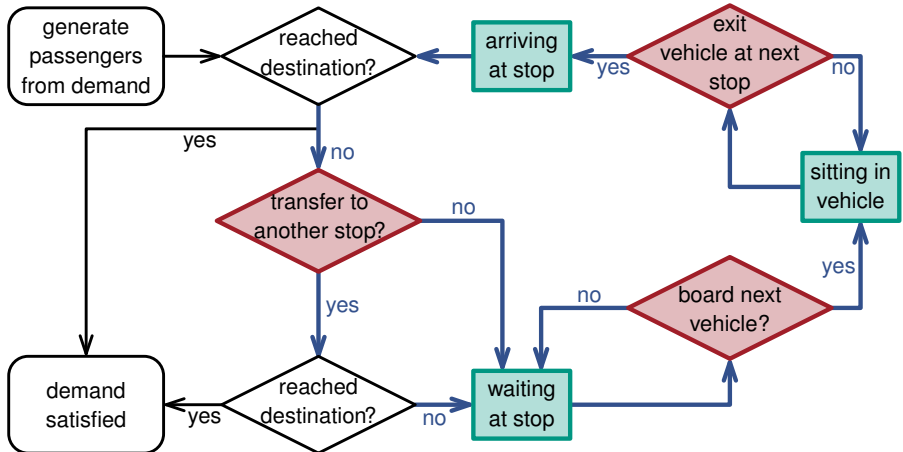 generate
passengers
from demand
reached
destination?
arriving
at stop
exit
vehicle at next
stop
yes
no
yes
no
sitting in
vehicle
transfer to
another stop?
no
yes
board next
vehicle?
no
yes
demand
satisfied
yes
reached
destination?
no
waiting
at stop